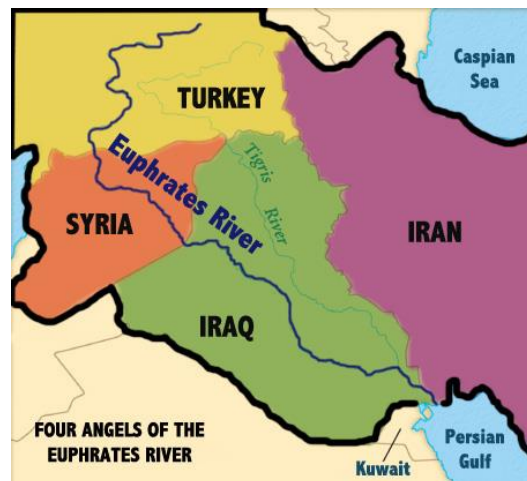 Caspian
Sea
TURKEY
Euphrates River
Tigris River
SYRIA
IRAN
IRAQ
FOUR ANGELS OF THE
EUPHRATES RIVER
Kuwait
Persian
Gulf